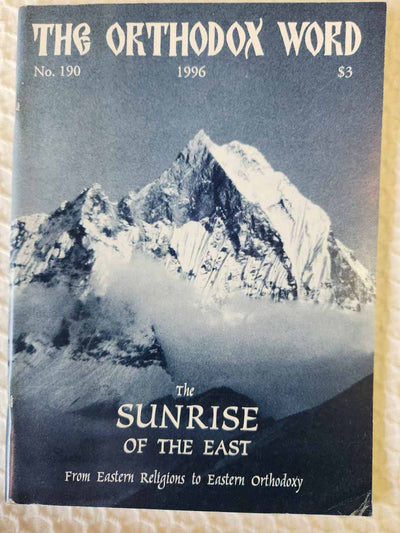 THE ORTHODOX WORD
No. 190 1996 $3
The
SUNRISE
OF THE EAST
From Eastern Religions to Eastern Orthodoxy